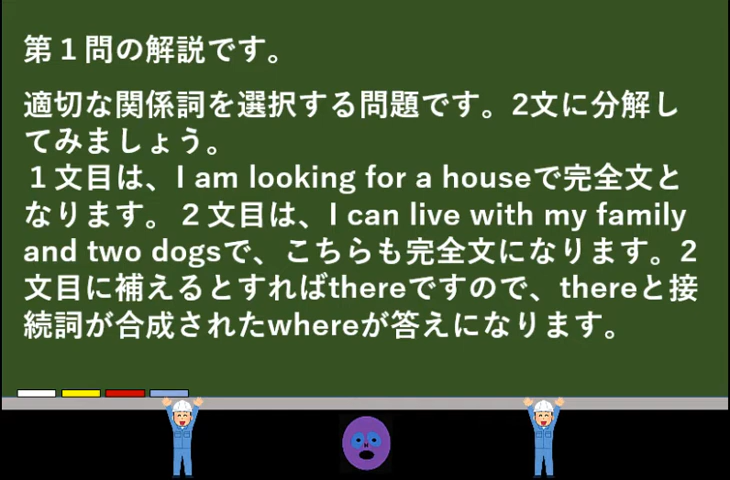 第１問の解説です。
適切な関係詞を選択する問題です。2文に分解し
てみましょう。
１文目は、I am looking for a houseで完全文と
なります。２文目は、I can live with my family
and two dogsで、こちらも完全文になります。2
文目に補えるとすればthereですので、thereと接
続詞が合成されたwhereが答えになります。